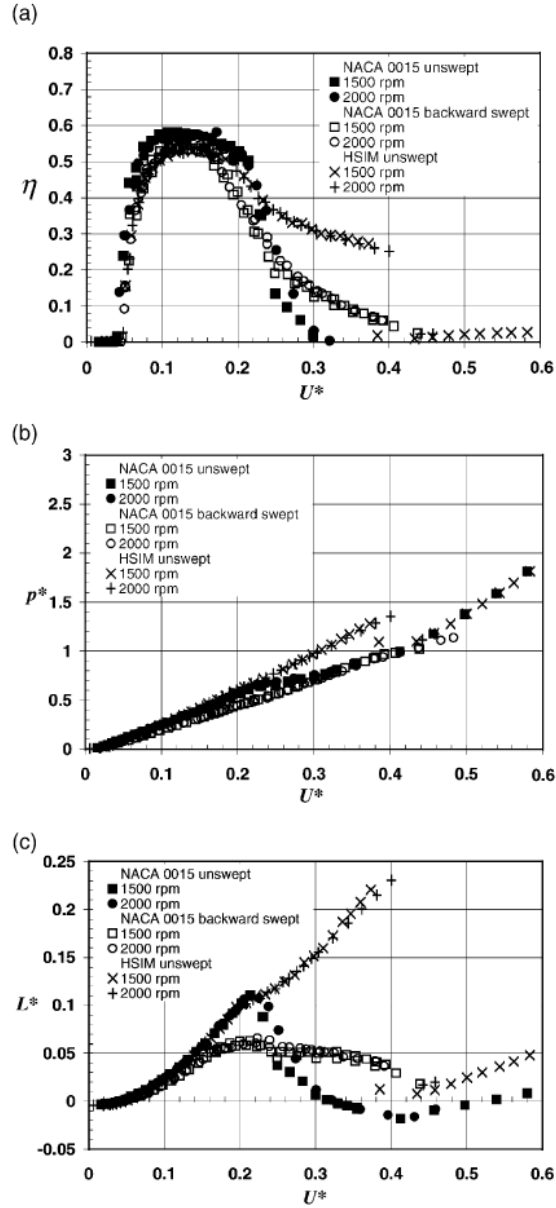 (a)
0.8
0.7
0.6
0.5
0.4
0.3
0.2
0.1
0
η
NACA 0015 unswept
1500 rpm
2000 rpm
NACA 0015 backward swept
1500 rpm
2000 rpm
HSIM unswept
1500 rpm
2000 rpm
0 0.1 0.2 0.3 0.4 0.5 0.6
U*
(b)
3
2.5
2
1.5
1
0.5
0
p*
NACA 0015 unswept
1500 rpm
2000 rpm
NACA 0015 backward swept
1500 rpm
2000 rpm
HSIM unswept
1500 rpm
2000 rpm
0 0.1 0.2 0.3 0.4 0.5 0.6
U*
(c)
0.25
0.2
0.15
0.1
0.05
0
-0.05
L*
NACA 0015 unswept
1500 rpm
2000 rpm
NACA 0015 backward swept
1500 rpm
2000 rpm
HSIM unswept
1500 rpm
2000 rpm
0 0.1 0.2 0.3 0.4 0.5 0.6
U*